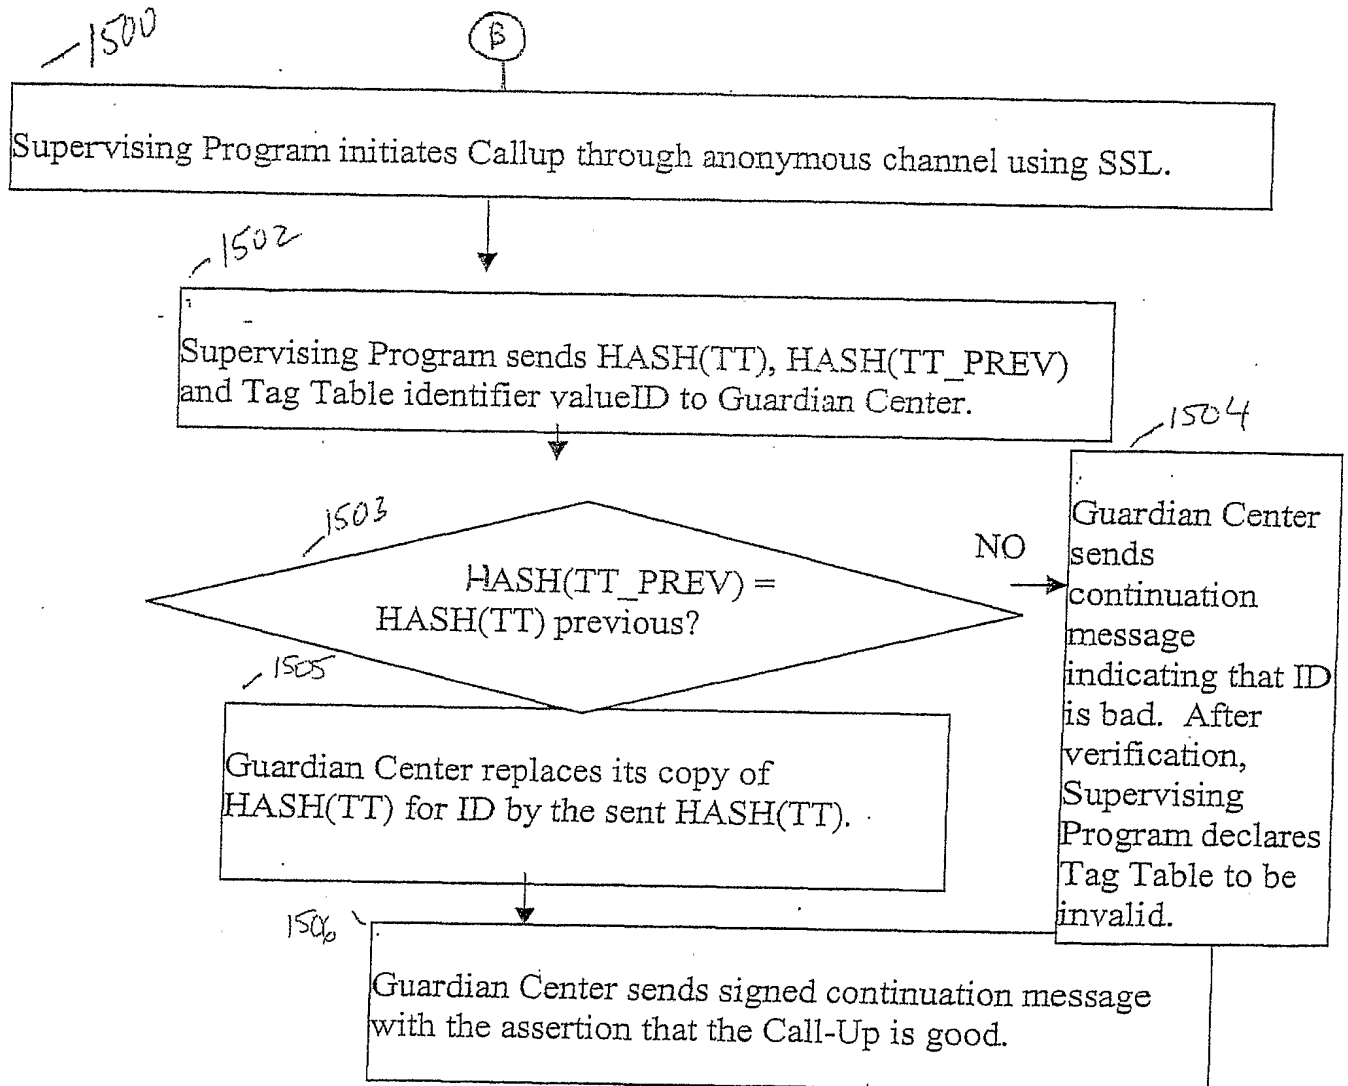 1500
B
Supervising Program initiates Callup through anonymous channel using SSL.
1502
Supervising Program sends HASH(TT), HASH(TT_PREV)
and Tag Table identifier valueID to Guardian Center.
1503
HASH(TT_PREV) =
HASH(TT) previous?
NO
1504
Guardian Center
sends
continuation
message
indicating that ID
is bad. After
verification,
Supervising
Program declares
Tag Table to be
invalid.
1505
Guardian Center replaces its copy of
HASH(TT) for ID by the sent HASH(TT).
1506
Guardian Center sends signed continuation message
with the assertion that the Call-Up is good.